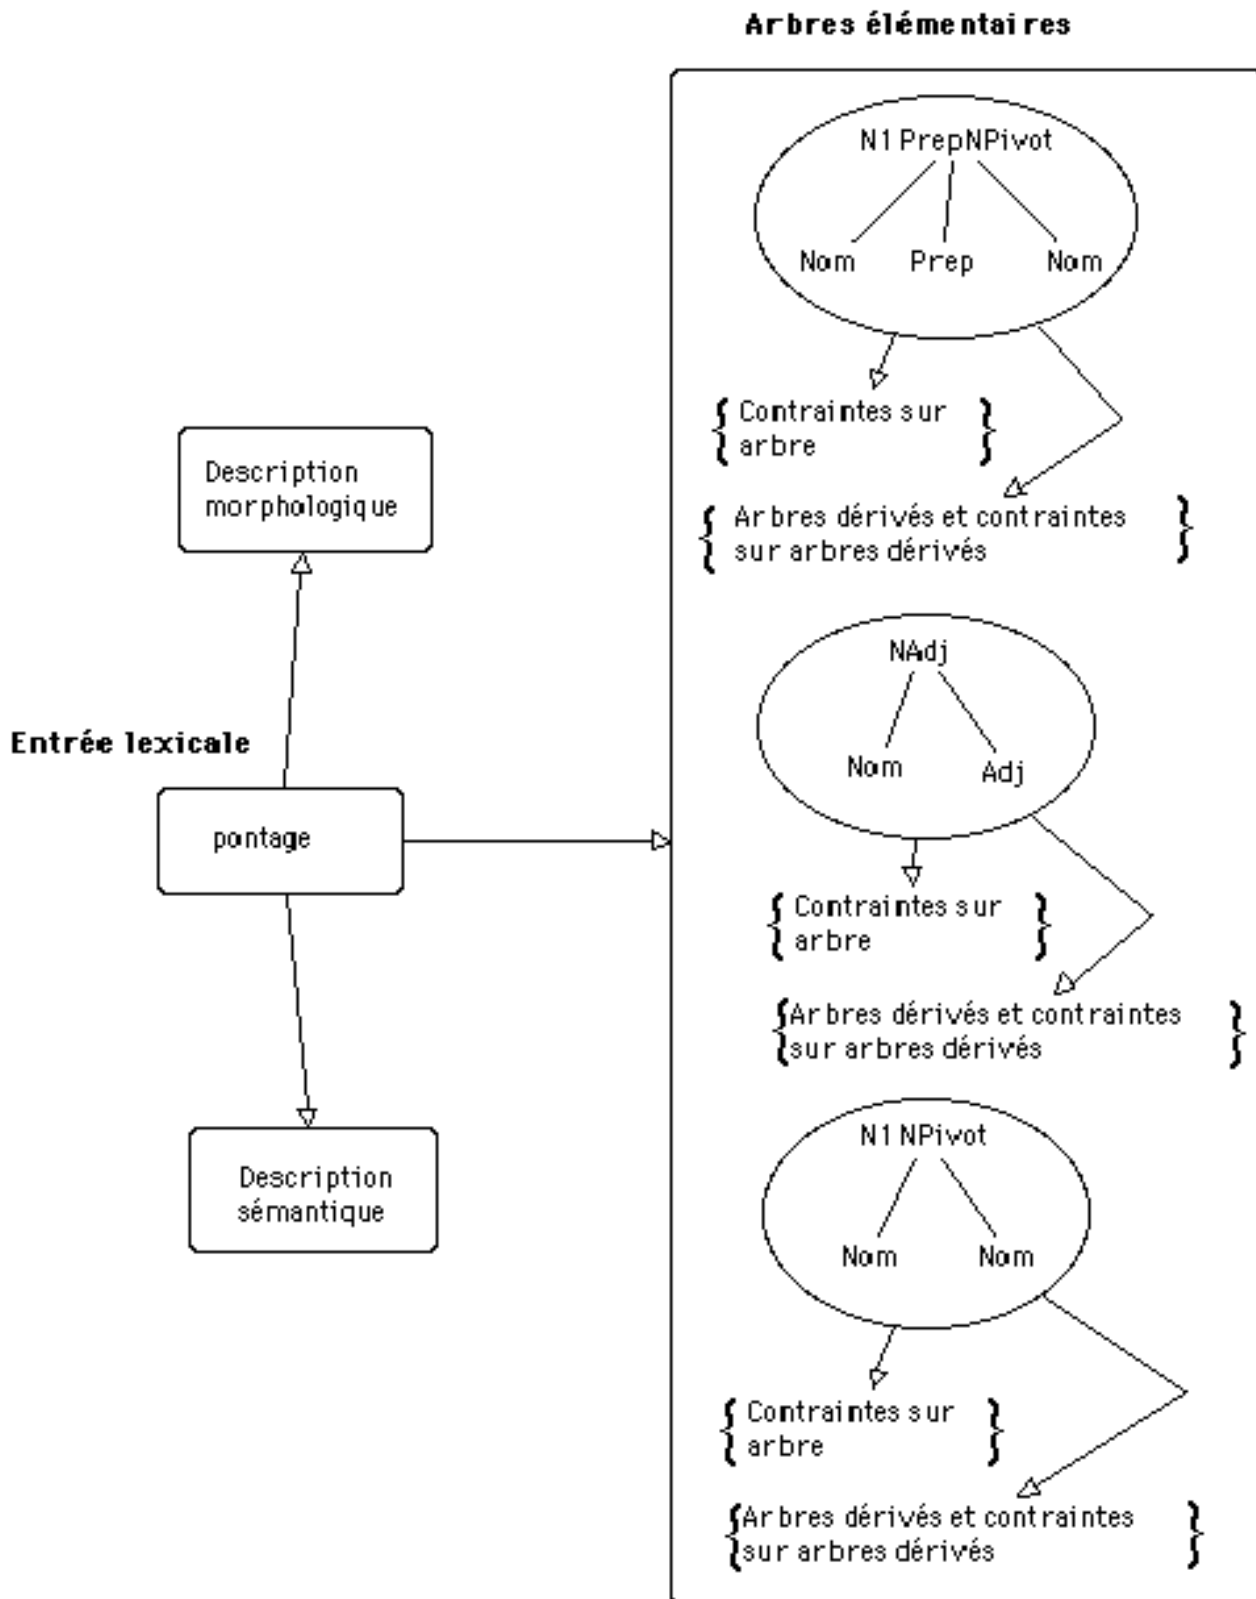 Arbres élémentaires
N1PrepNPivot
Nom Prep Nom
{ Contraintes sur }
arbre
{ Arbres dérivés et contraintes }
sur arbres dérivés
Description
morphologique
NAdj
Nom Adj
Entrée lexicale
pontage
{ Contraintes sur }
arbre
{ Arbres dérivés et contraintes }
sur arbres dérivés
Description
sémantique
N1NPivot
Nom Nom
{ Contraintes sur }
arbre
{ Arbres dérivés et contraintes }
sur arbres dérivés